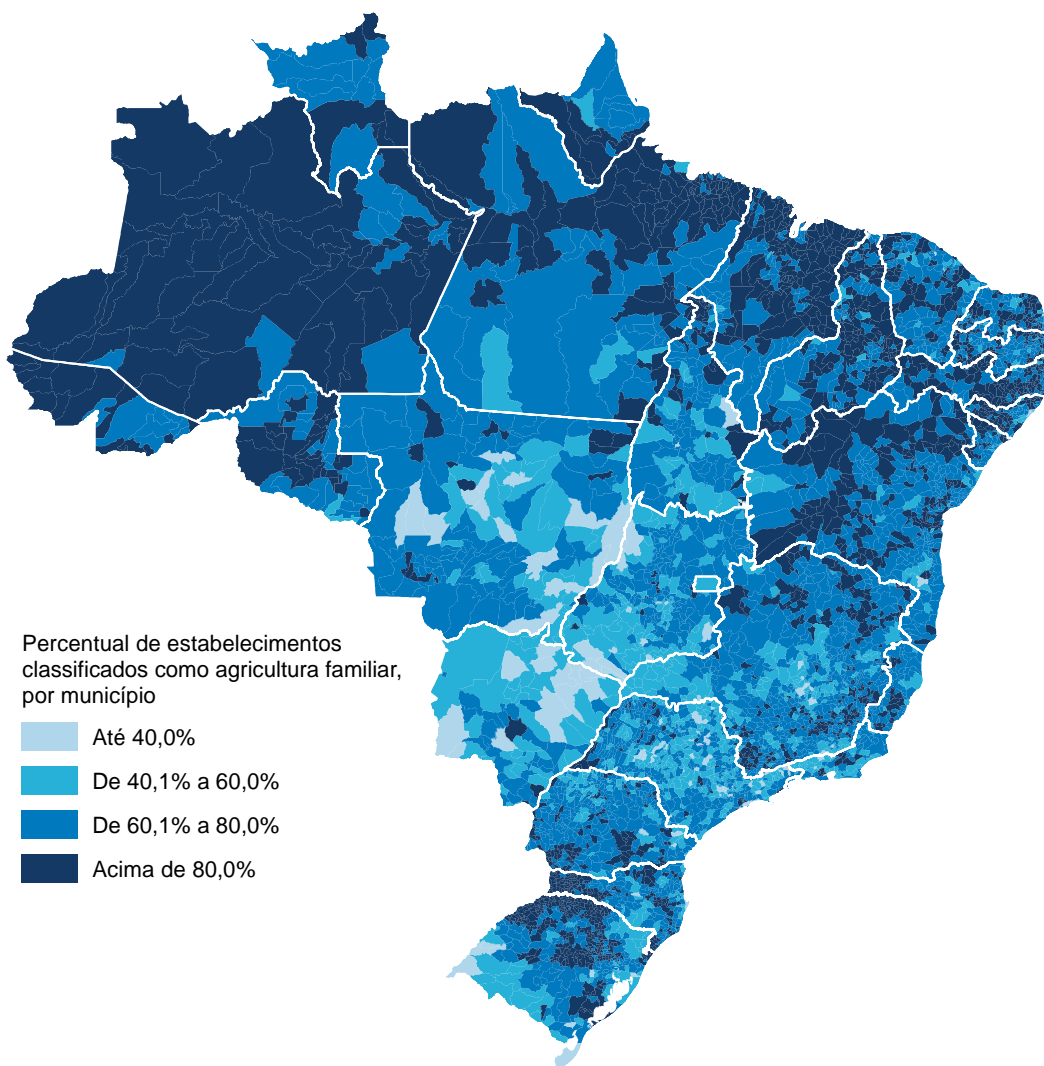 Percentual de estabelecimentos
classificados como agricultura familiar,
por município
Até 40,0%
De 40,1% a 60,0%
De 60,1% a 80,0%
Acima de 80,0%